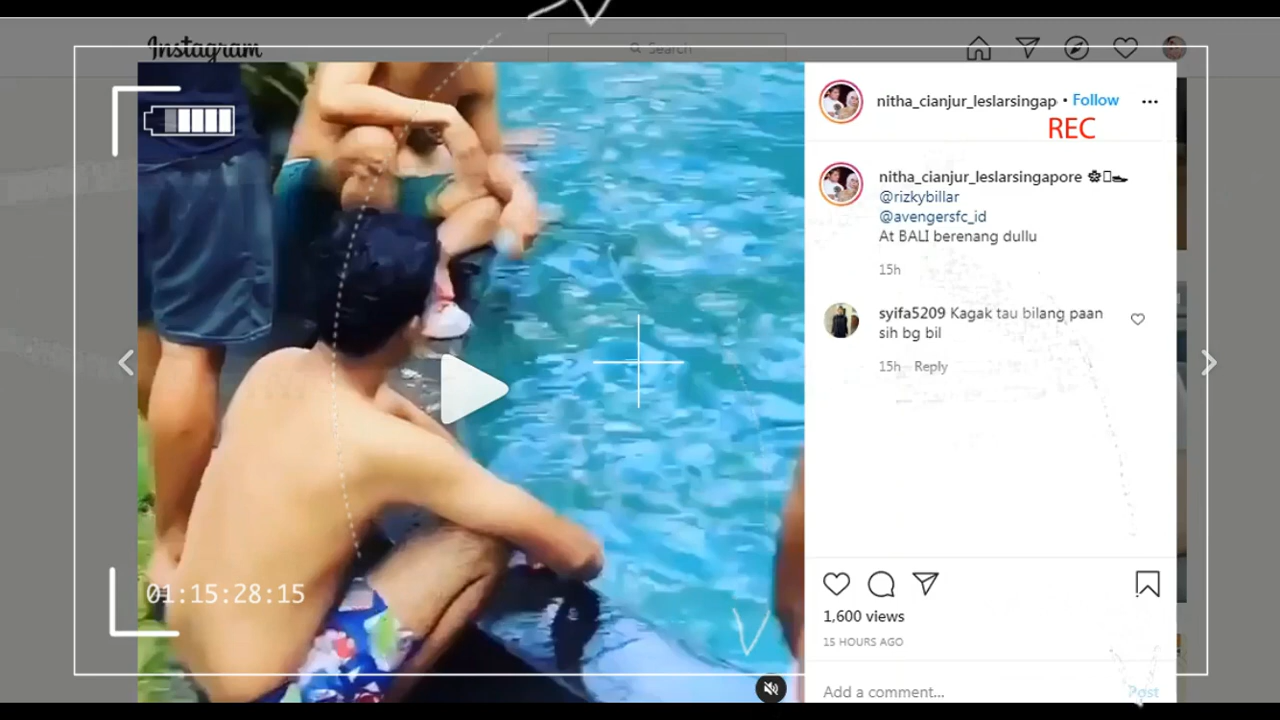 Instagram
Search
nitha_cianjur_leslarsingap • Follow
REC
nitha_cianjur_leslarsingapore
@rizkybillar
@avengersfc_id
At BALI berenang dullu
15h
syifa5209 Kagak tau bilang paan
sih bg bil
15h Reply
01:15:28:15
1,600 views
15 HOURS AGO
Add a comment... Post